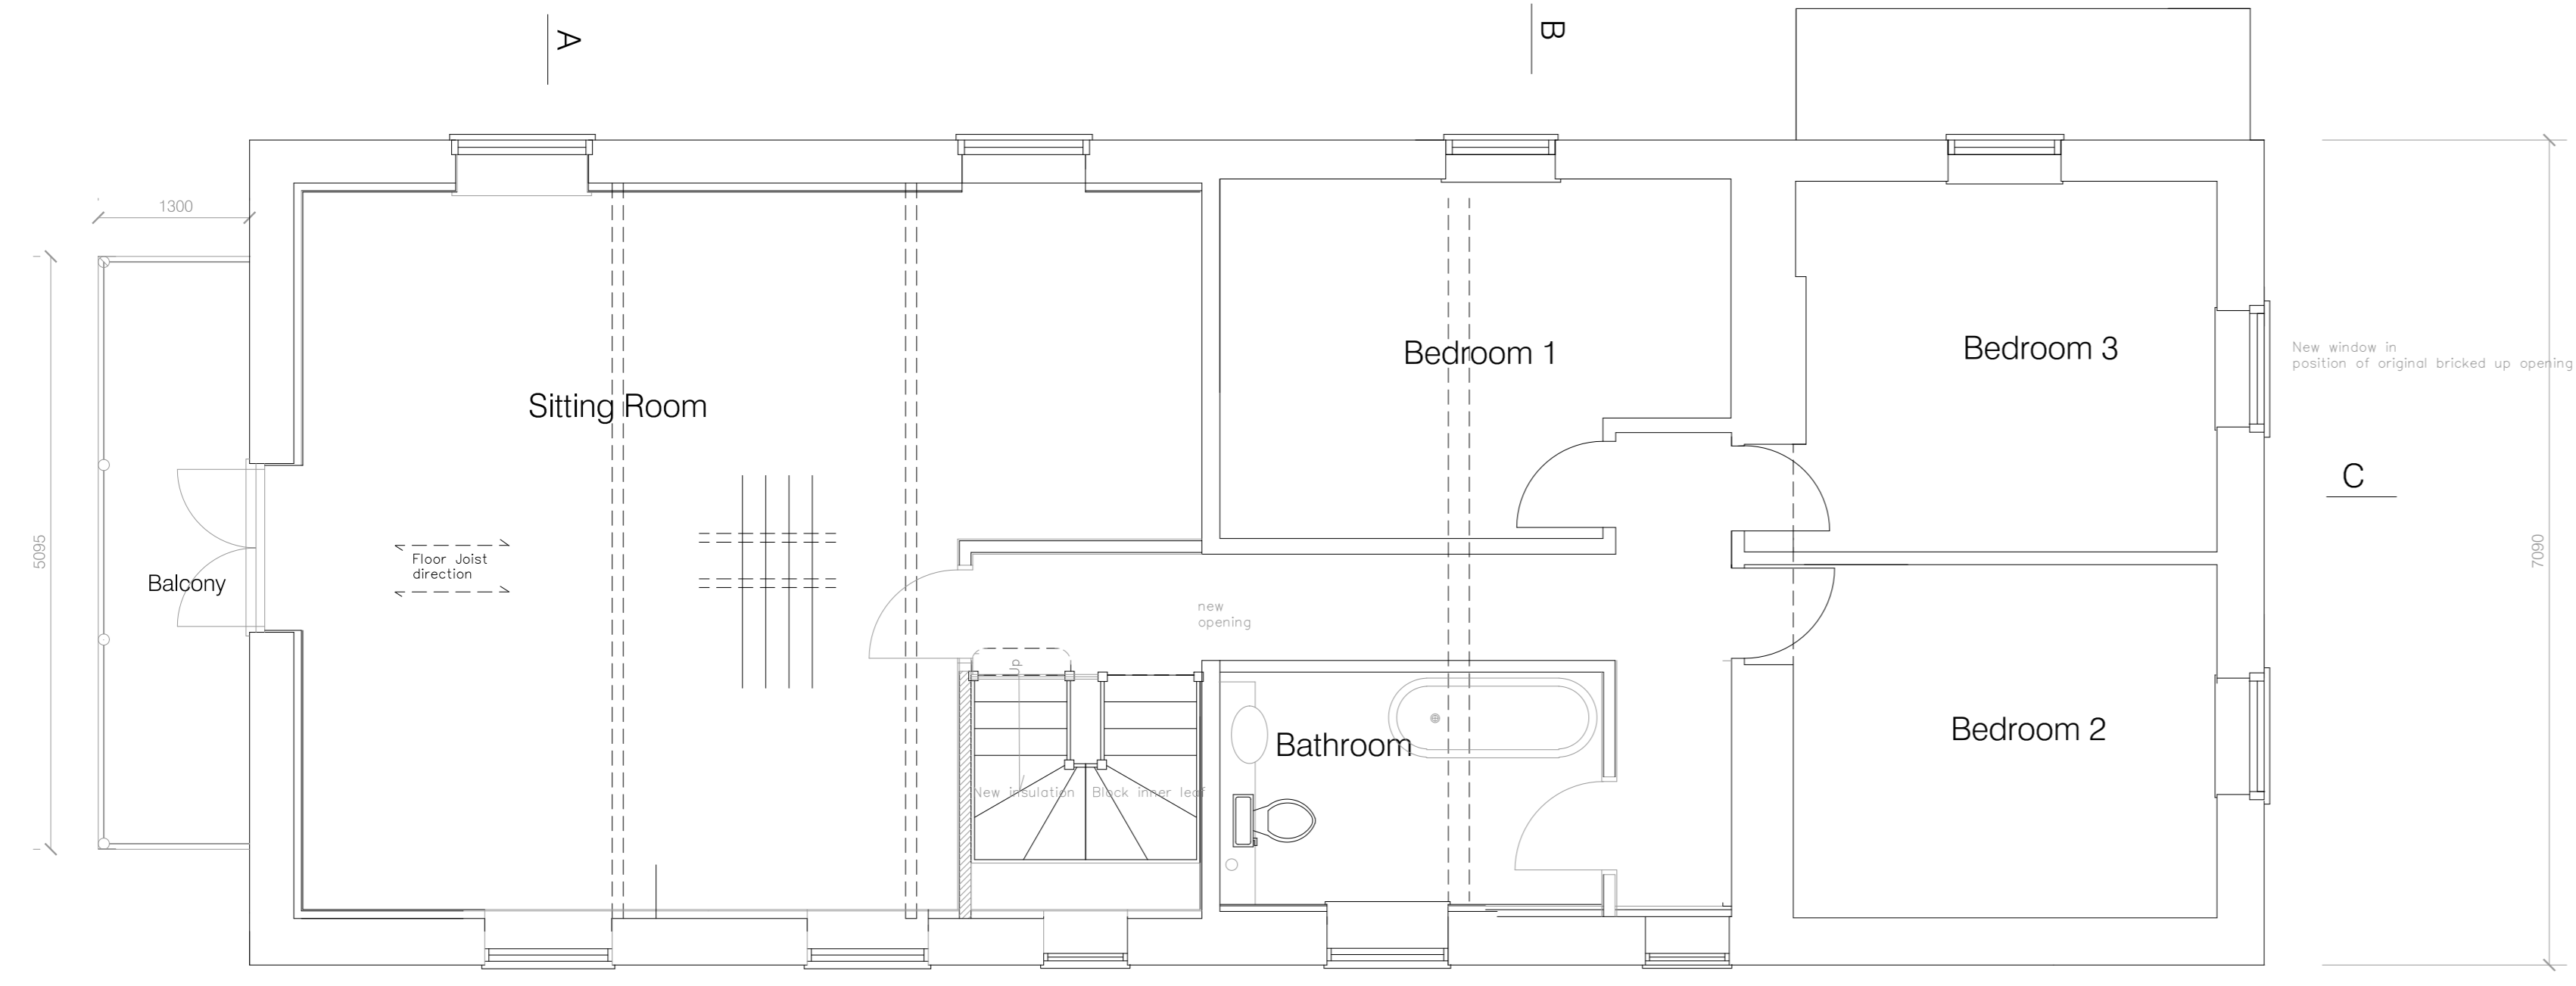 A
B
1300
Bedroom 3
New window in
position of original bricked up opening
Bedroom 1
Sitting Room
C
5095
7090
Floor Joist
direction
Balcony
new
opening
Up
Bedroom 2
Bathroom
New insulation
Block inner leaf